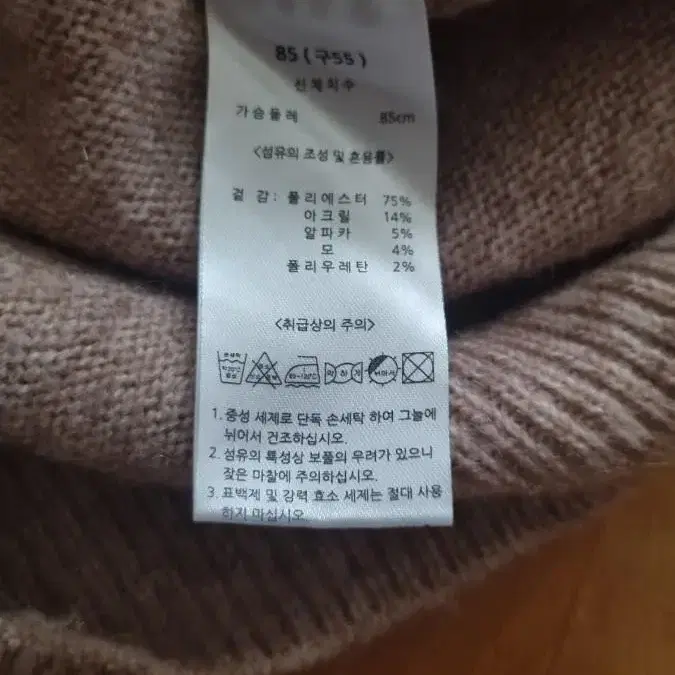 85 ( 구55 )
신체치수
가슴둘레 85cm
<섬유의 조성 및 혼용률>
겉 감 : 폴리에스터 75%
아크릴 14%
알파카 5%
모 4%
폴리우레탄 2%
<취급상의 주의>
약하게
1. 중성 세제로 단독 손세탁 하여 그늘에
뉘어서 건조하십시오.
2. 섬유의 특성상 보풀의 우려가 있으니
잦은 마찰에 주의하십시오.
3. 표백제 및 강력 효소 세제는 절대 사용
하지 마십시오.